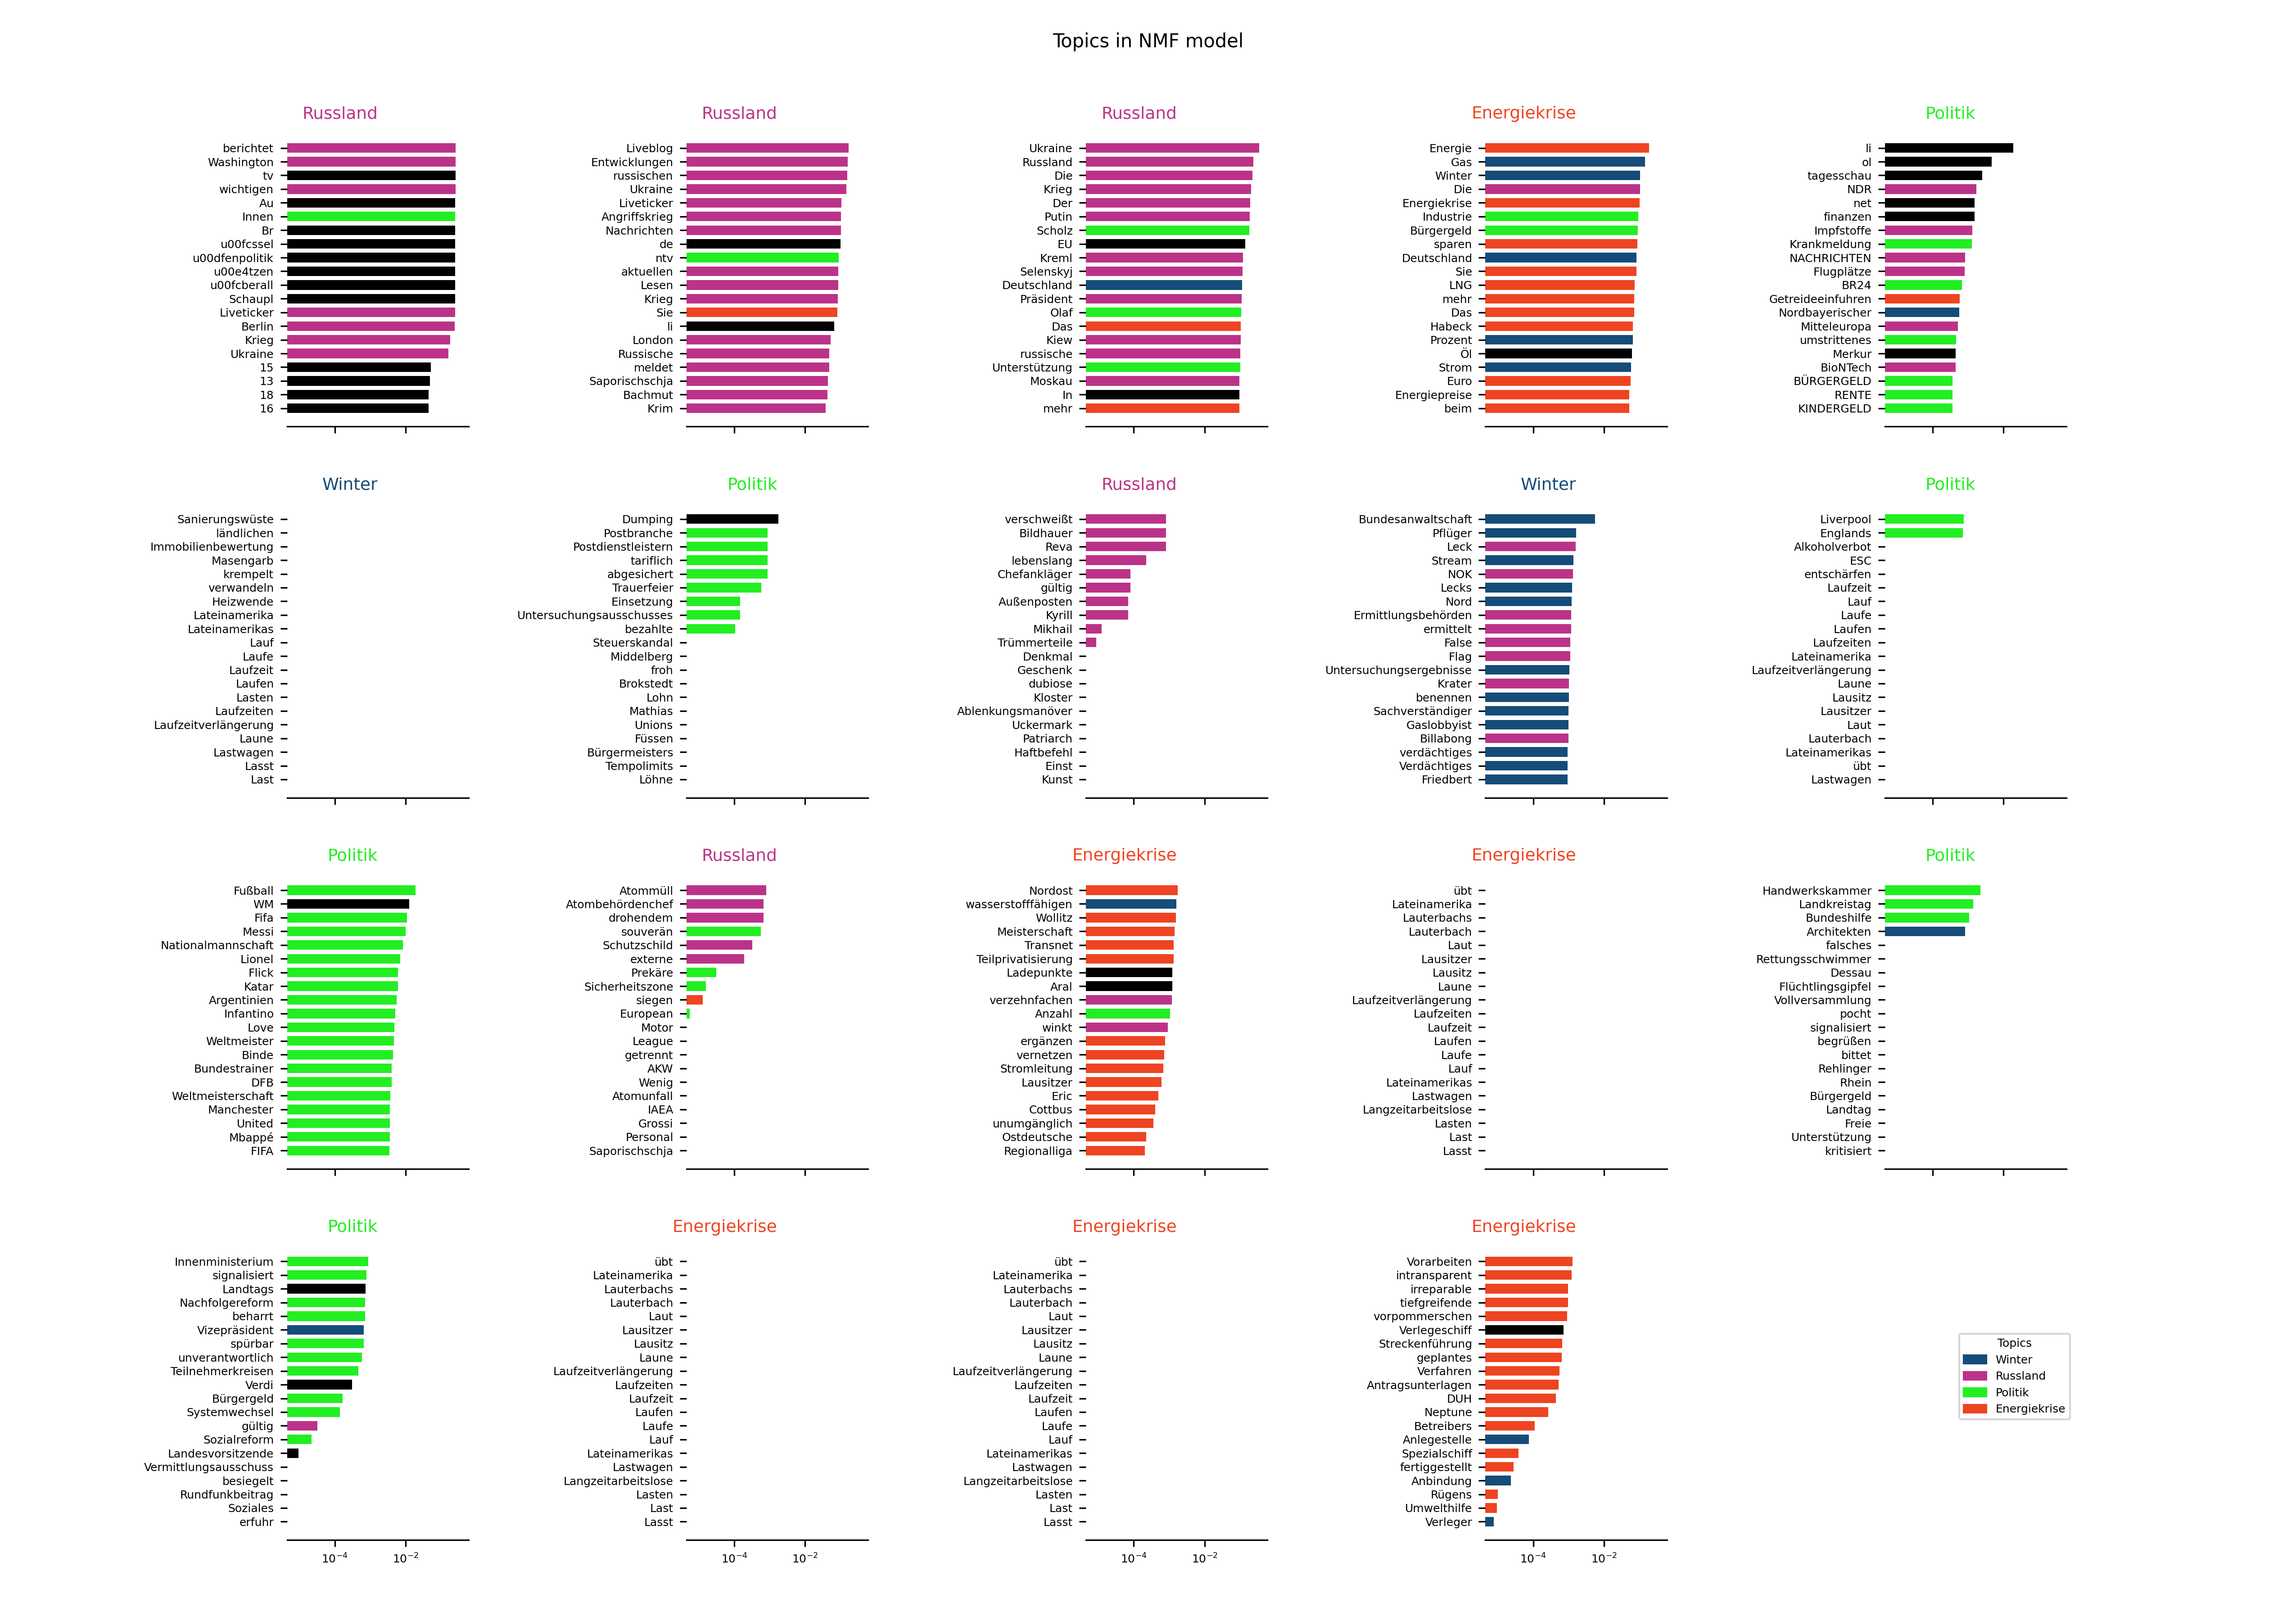 Topics in NMF model
Russland
berichtet
Washington
tv
wichtigen
Au
Innen
Br
u00fcssel
u00dfenpolitik
u00e4tzen
u00fcberall
Schaupl
Liveticker
Berlin
Krieg
Ukraine
15
13
18
16
Russland
Liveblog
Entwicklungen
russischen
Ukraine
Liveticker
Angriffskrieg
Nachrichten
de
ntv
aktuellen
Lesen
Krieg
Sie
li
London
Russische
meldet
Saporischschja
Bachmut
Krim
Russland
Ukraine
Russland
Die
Krieg
Der
Putin
Scholz
EU
Kreml
Selenskyj
Deutschland
Präsident
Olaf
Das
Kiew
russische
Unterstützung
Moskau
In
mehr
Energiekrise
Energie
Gas
Winter
Die
Energiekrise
Industrie
Bürgergeld
sparen
Deutschland
Sie
LNG
mehr
Das
Habeck
Prozent
Öl
Strom
Euro
Energiepreise
beim
Politik
li
ol
tagesschau
NDR
net
finanzen
Impfstoffe
Krankmeldung
NACHRICHTEN
Flugplätze
BR24
Getreideeinfuhren
Nordbayerischer
Mitteleuropa
umstrittenes
Merkur
BioNTech
BÜRGERGELD
RENTE
KINDERGELD
Winter
Sanierungswüste
ländlichen
Immobilienbewertung
Masengarb
krempelt
verwandeln
Heizwende
Lateinamerika
Lateinamerikas
Lauf
Laufe
Laufzeit
Laufen
Lasten
Laufzeiten
Laufzeitverlängerung
Laune
Lastwagen
Lasst
Last
Politik
Dumping
Postbranche
Postdienstleistern
tariflich
abgesichert
Trauerfeier
Einsetzung
Untersuchungsausschusses
bezahlte
Steuerskandal
Middelberg
froh
Brokstedt
Lohn
Mathias
Unions
Füssen
Bürgermeisters
Tempolimits
Löhne
Russland
verschweißt
Bildhauer
Reva
lebenslang
Chefankläger
gültig
Außenposten
Kyrill
Mikhail
Trümmerteile
Denkmal
Geschenk
dubiose
Kloster
Ablenkungsmanöver
Uckermark
Patriarch
Haftbefehl
Einst
Kunst
Winter
Bundesanwaltschaft
Pflüger
Leck
Stream
NOK
Lecks
Nord
Ermittlungsbehörden
ermittelt
False
Flag
Untersuchungsergebnisse
Krater
benennen
Sachverständiger
Gaslobbyist
Billabong
verdächtiges
Verdächtiges
Friedbert
Politik
Liverpool
Englands
Alkoholverbot
ESC
entschärfen
Laufzeit
Lauf
Laufe
Laufen
Laufzeiten
Lateinamerika
Laufzeitverlängerung
Laune
Lausitz
Lausitzer
Laut
Lauterbach
Lateinamerikas
übt
Lastwagen
Politik
Fußball
WM
Fifa
Messi
Nationalmannschaft
Lionel
Flick
Katar
Argentinien
Infantino
Love
Weltmeister
Binde
Bundestrainer
DFB
Weltmeisterschaft
Manchester
United
Mbappé
FIFA
Russland
Atommüll
Atombehördenchef
drohendem
souverän
Schutzschild
externe
Prekäre
Sicherheitszone
siegen
European
Motor
League
getrennt
AKW
Wenig
Atomunfall
IAEA
Grossi
Personal
Saporischschja
Energiekrise
Nordost
wasserstofffähigen
Wollitz
Meisterschaft
Transnet
Teilprivatisierung
Ladepunkte
Aral
verzehnfachen
Anzahl
winkt
ergänzen
vernetzen
Stromleitung
Lausitzer
Eric
Cottbus
unumgänglich
Ostdeutsche
Regionalliga
Energiekrise
übt
Lateinamerika
Lauterbachs
Lauterbach
Laut
Lausitzer
Lausitz
Laune
Laufzeitverlängerung
Laufzeiten
Laufzeit
Laufen
Laufe
Lauf
Lateinamerikas
Lastwagen
Langzeitarbeitslose
Lasten
Last
Lasst
Politik
Handwerkskammer
Landkreistag
Bundeshilfe
Architekten
falsches
Rettungsschwimmer
Dessau
Flüchtlingsgipfel
Vollversammlung
pocht
signalisiert
begrüßen
bittet
Rehlinger
Rhein
Bürgergeld
Landtag
Freie
Unterstützung
kritisiert
Politik
Innenministerium
signalisiert
Landtags
Nachfolgereform
beharrt
Vizepräsident
spürbar
unverantwortlich
Teilnehmerkreisen
Verdi
Bürgergeld
Systemwechsel
gültig
Sozialreform
Landesvorsitzende
Vermittlungsausschuss
besiegelt
Rundfunkbeitrag
Soziales
erfuhr
10⁻⁴ 10⁻²
Energiekrise
übt
Lateinamerika
Lauterbachs
Lauterbach
Laut
Lausitzer
Lausitz
Laune
Laufzeitverlängerung
Laufzeiten
Laufzeit
Laufen
Laufe
Lauf
Lateinamerikas
Lastwagen
Langzeitarbeitslose
Lasten
Last
Lasst
10⁻⁴ 10⁻²
Energiekrise
übt
Lateinamerika
Lauterbachs
Lauterbach
Laut
Lausitzer
Lausitz
Laune
Laufzeitverlängerung
Laufzeiten
Laufzeit
Laufen
Laufe
Lauf
Lateinamerikas
Lastwagen
Langzeitarbeitslose
Lasten
Last
Lasst
10⁻⁴ 10⁻²
Energiekrise
Vorarbeiten
intransparent
irreparable
tiefgreifende
vorpommerschen
Verlegeschiff
Streckenführung
geplantes
Verfahren
Antragsunterlagen
DUH
Neptune
Betreibers
Anlegestelle
Spezialschiff
fertiggestellt
Anbindung
Rügens
Umwelthilfe
Verleger
10⁻⁴ 10⁻²
Topics
Winter
Russland
Politik
Energiekrise